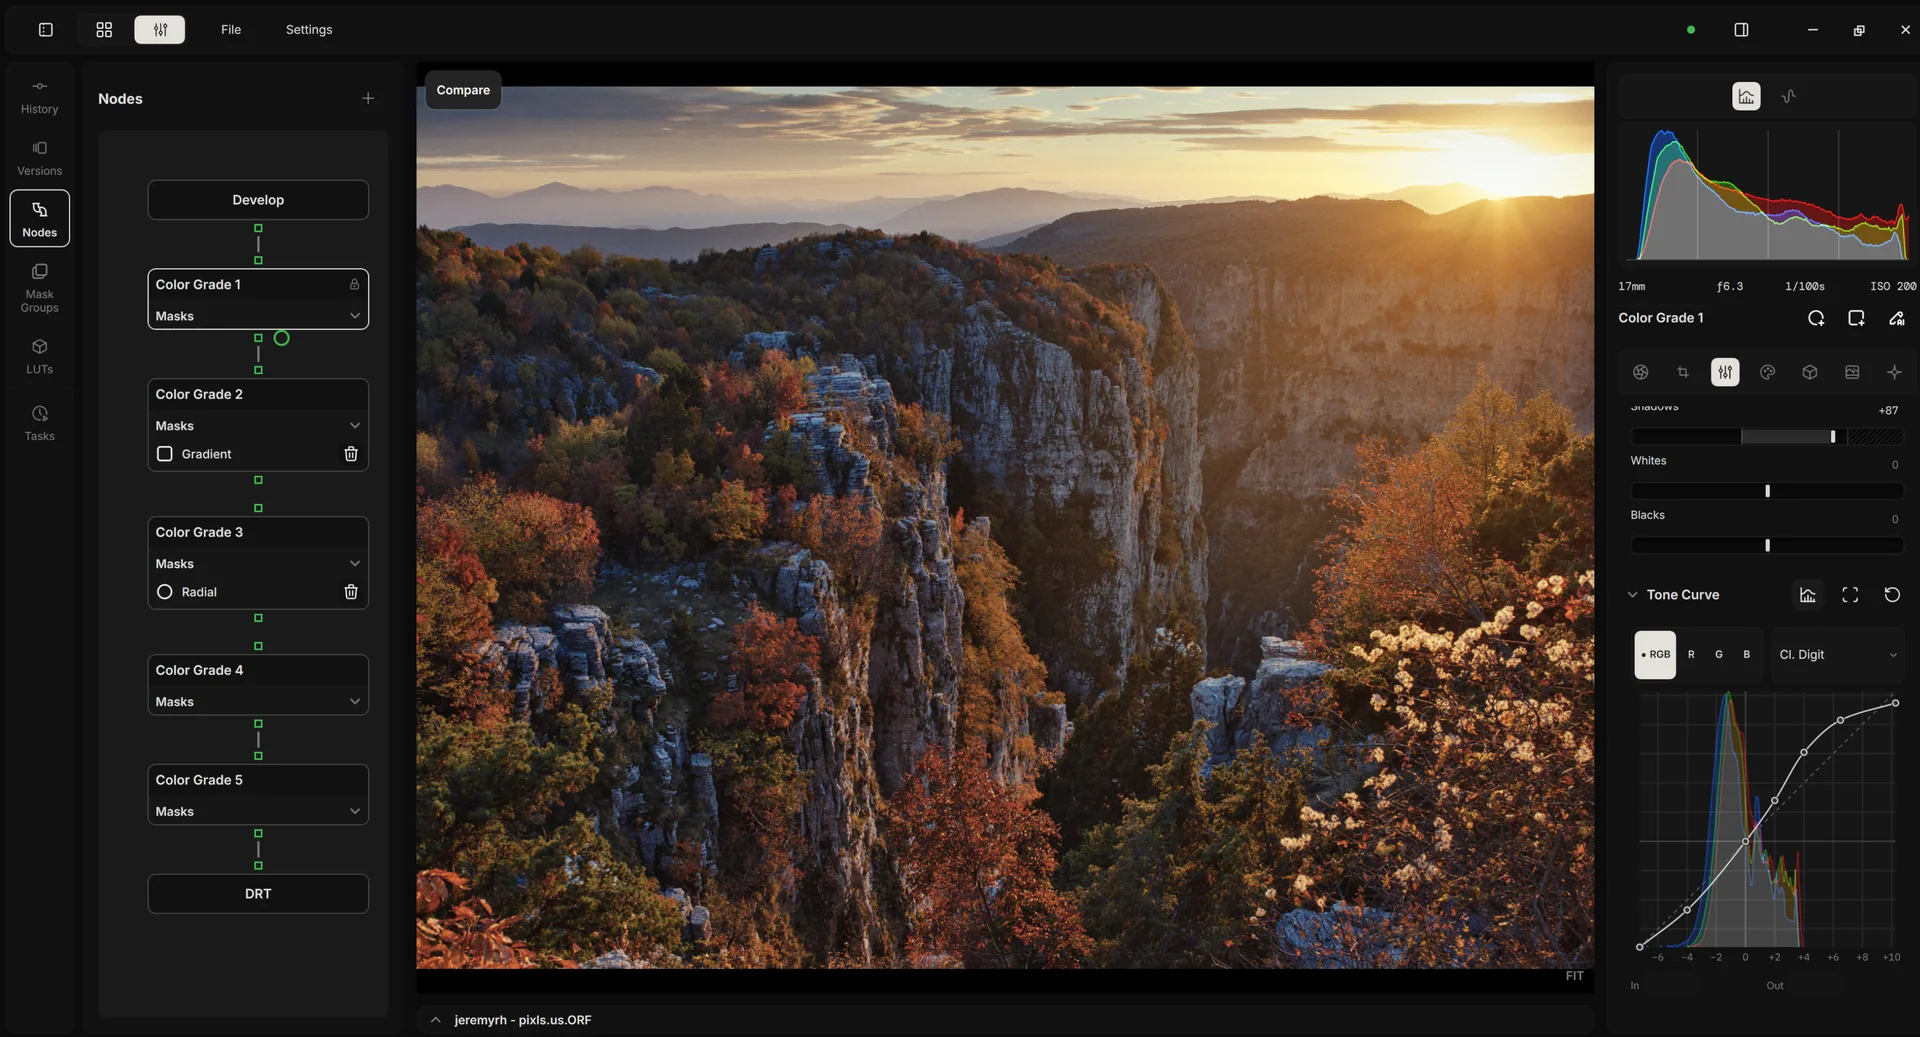 File
Settings
History
Versions
Nodes
Mask
Groups
LUTs
Tasks
Nodes
Develop
Color Grade 1
Masks
Color Grade 2
Masks
Gradient
Color Grade 3
Masks
Radial
Color Grade 4
Masks
Color Grade 5
Masks
DRT
Compare
FIT
jeremyrh - pixls.us.ORF
17mm ƒ6.3 1/100s ISO 200
Color Grade 1
Shadows +87
Whites 0
Blacks 0
Tone Curve
RGB R G B Cl. Digit
-6 -4 -2 0 +2 +4 +6 +8 +10
In Out